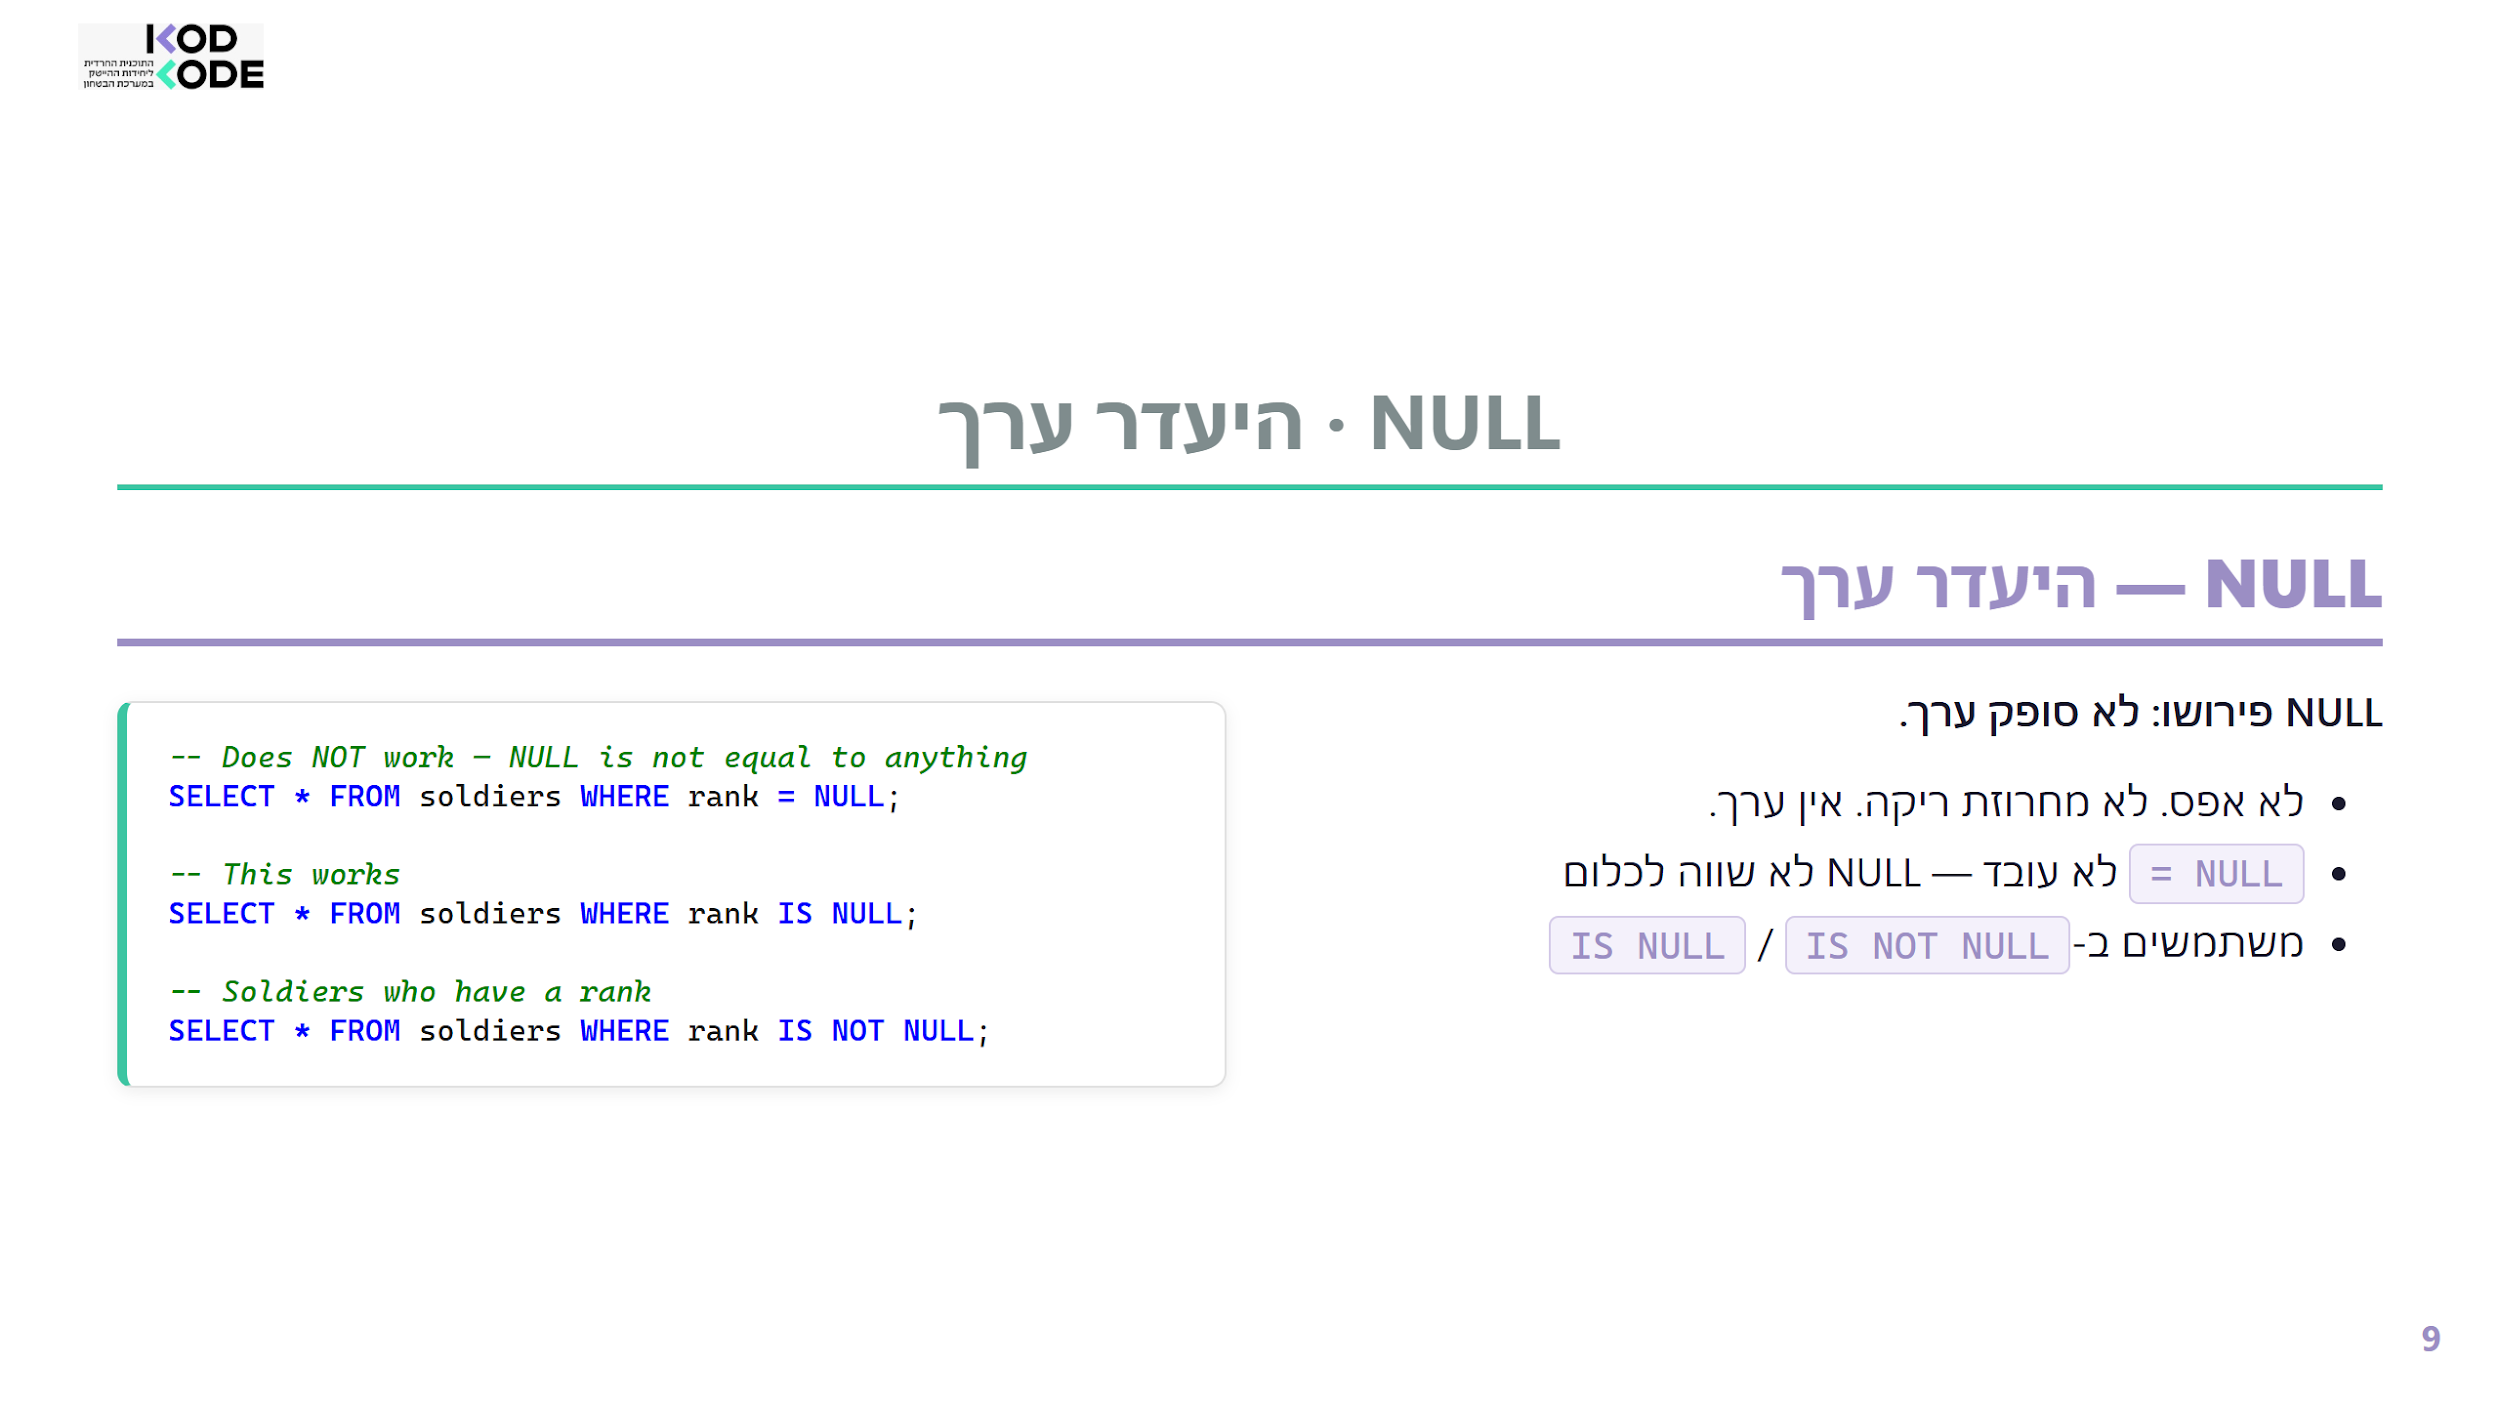 KOD
CODE
התוכנית החרדית
ליחידות ההייטק
במערכת הבטחון
NULL · היעדר ערך
NULL — היעדר ערך
NULL פירושו: לא סופק ערך.
• לא אפס. לא מחרוזת ריקה. אין ערך.
• = NULL לא עובד — NULL לא שווה לכלום
• משתמשים ב-IS NOT NULL / IS NULL
-- Does NOT work — NULL is not equal to anything
SELECT * FROM soldiers WHERE rank = NULL;
-- This works
SELECT * FROM soldiers WHERE rank IS NULL;
-- Soldiers who have a rank
SELECT * FROM soldiers WHERE rank IS NOT NULL;
9